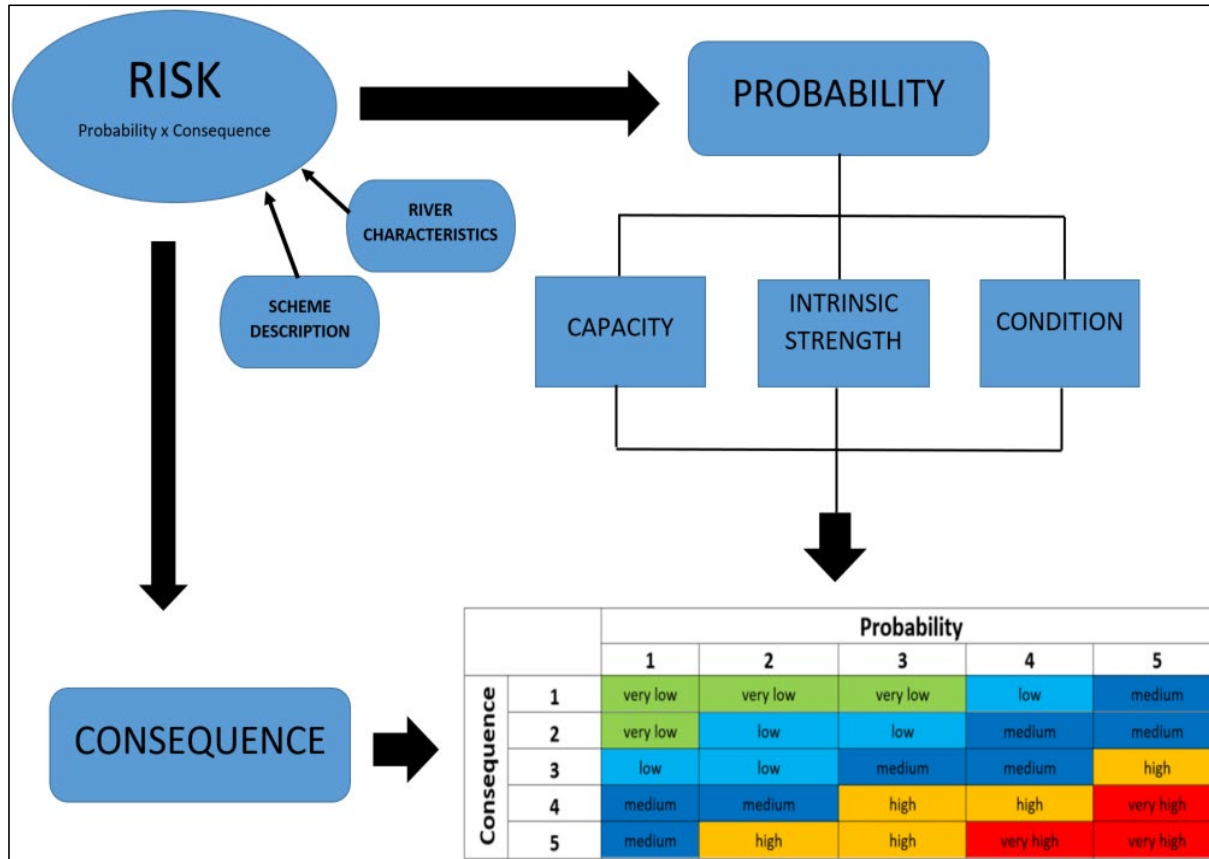 RISK
Probability x Consequence
PROBABILITY
RIVER
CHARACTERISTICS
SCHEME
DESCRIPTION
CAPACITY
INTRINSIC
STRENGTH
CONDITION
CONSEQUENCE
Probability
1 2 3 4 5
Consequence
1 very low very low very low low medium
2 very low low low medium medium
3 low low medium medium high
4 medium medium high high very high
5 medium high high very high very high